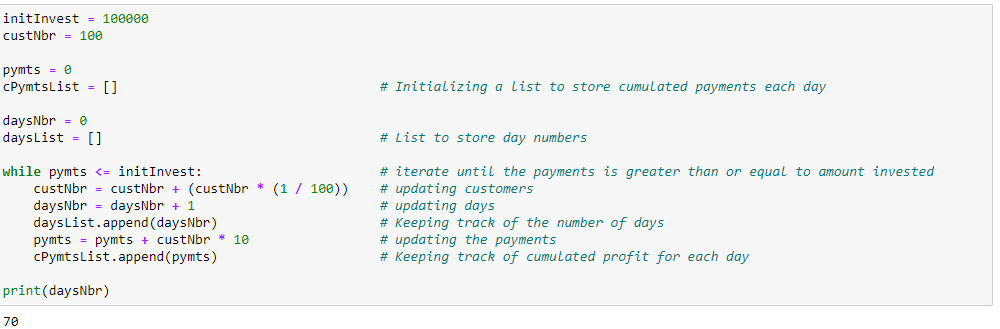 initInvest = 100000
custNbr = 100
pymts = 0
cPymtsList = [] # Initializing a list to store cumulated payments each day
daysNbr = 0
daysList = [] # List to store day numbers
while pymts <= initInvest: # iterate until the payments is greater than or equal to amount invested
    custNbr = custNbr + (custNbr * (1 / 100)) # updating customers
    daysNbr = daysNbr + 1 # updating days
    daysList.append(daysNbr) # Keeping track of the number of days
    pymts = pymts + custNbr * 10 # updating the payments
    cPymtsList.append(pymts) # Keeping track of cumulated profit for each day
print(daysNbr)
70